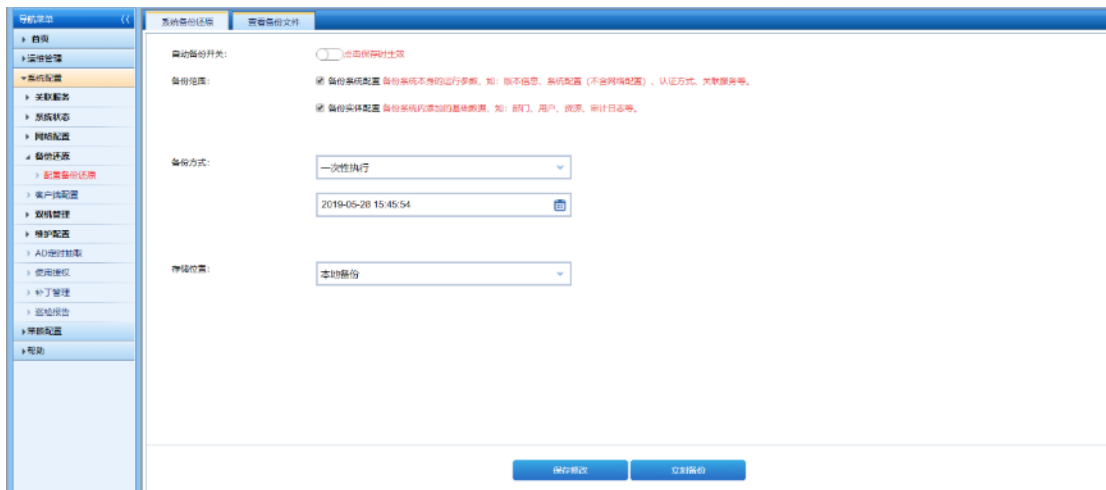 导航菜单
系统备份还原 查看备份文件
首页
运维管理
系统配置
关联服务
系统状态
网络配置
备份还原
配置备份还原
客户端配置
双机管理
维护配置
AD定时抽取
使用授权
补丁管理
巡检报告
策略配置
帮助
自动备份开关: 点击保存时生效
备份范围: 备份系统配置 备份系统本身的运行参数，如：版本信息、系统配置（不含网络配置）、认证方式、关联服务等。
备份实体配置 备份系统内添加的基础数据，如：部门、用户、资源、审计日志等。
备份方式: 一次性执行
2019-05-28 15:45:54
存储位置: 本地备份
保存修改 立刻备份